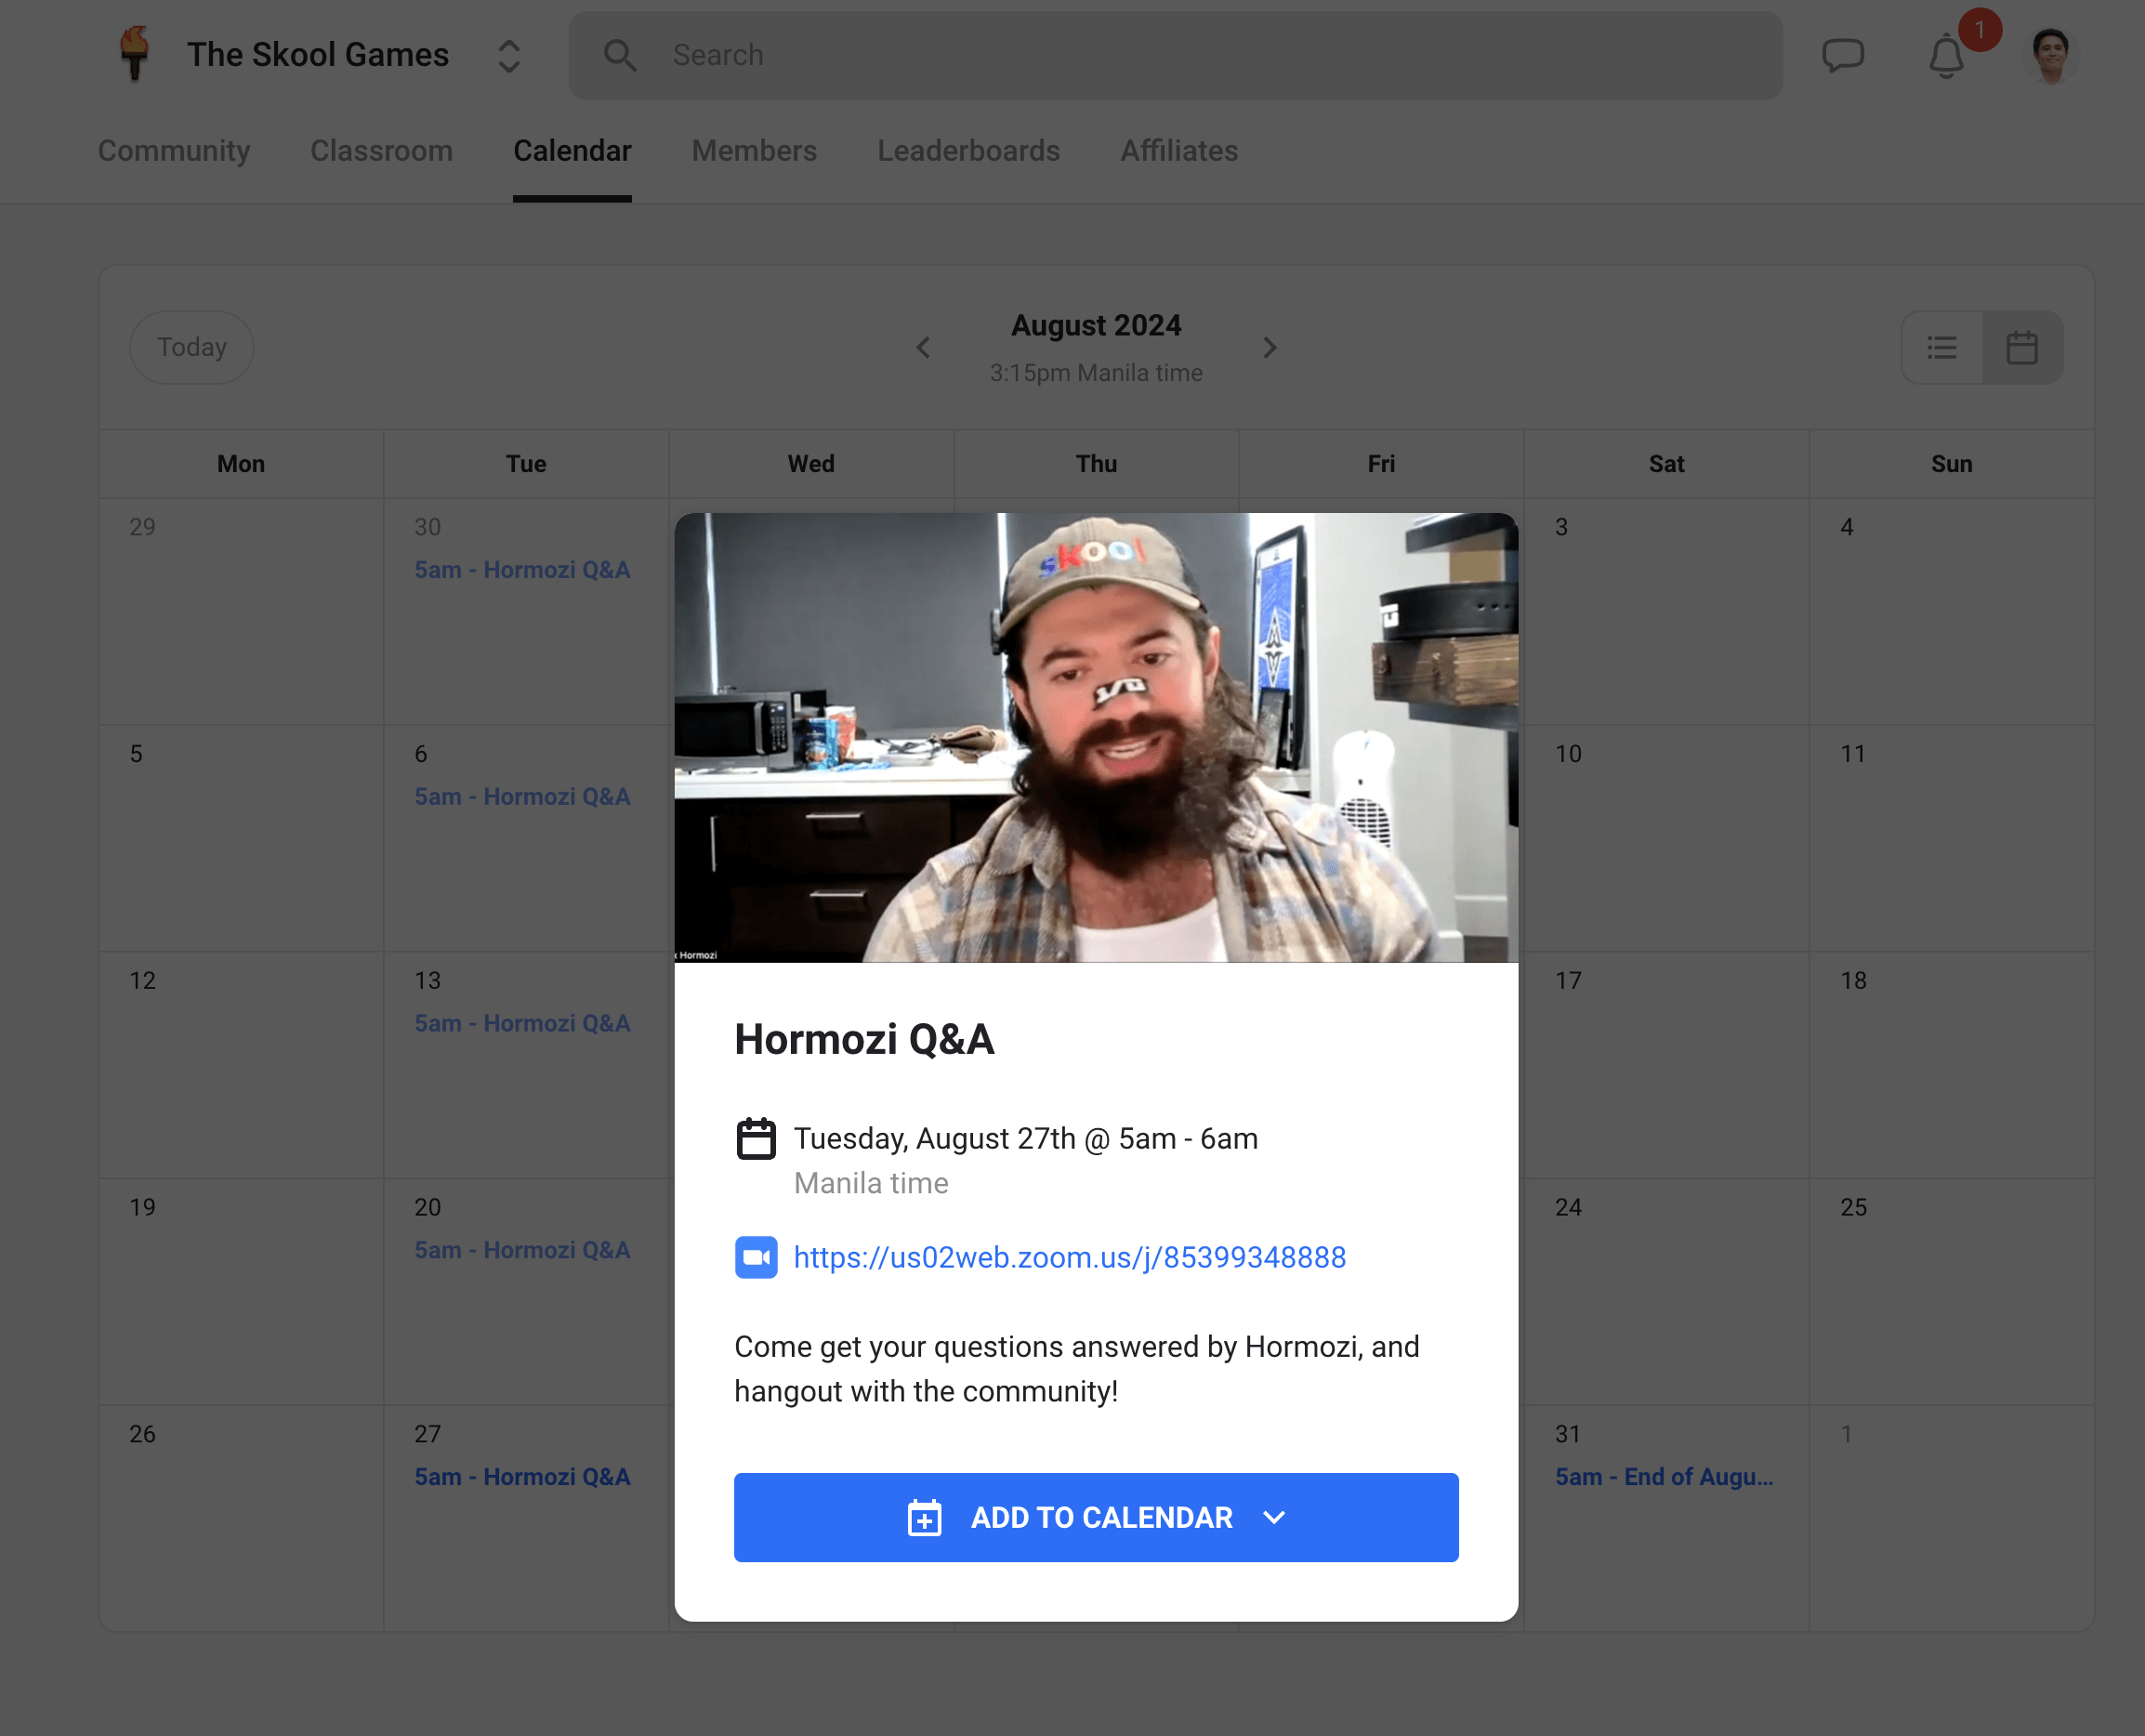 The Skool Games
Search
1
Community Classroom Calendar Members Leaderboards Affiliates
Today
August 2024
3:15pm Manila time
Mon Tue Wed Thu Fri Sat Sun
29 30 3 4
5am - Hormozi Q&A
5 6 10 11
5am - Hormozi Q&A
12 13 17 18
5am - Hormozi Q&A
19 20 24 25
5am - Hormozi Q&A
26 27 31 1
5am - Hormozi Q&A 5am - End of Augu...
skool
Hormozi
Hormozi Q&A
Tuesday, August 27th @ 5am - 6am
Manila time
https://us02web.zoom.us/j/85399348888
Come get your questions answered by Hormozi, and
hangout with the community!
ADD TO CALENDAR